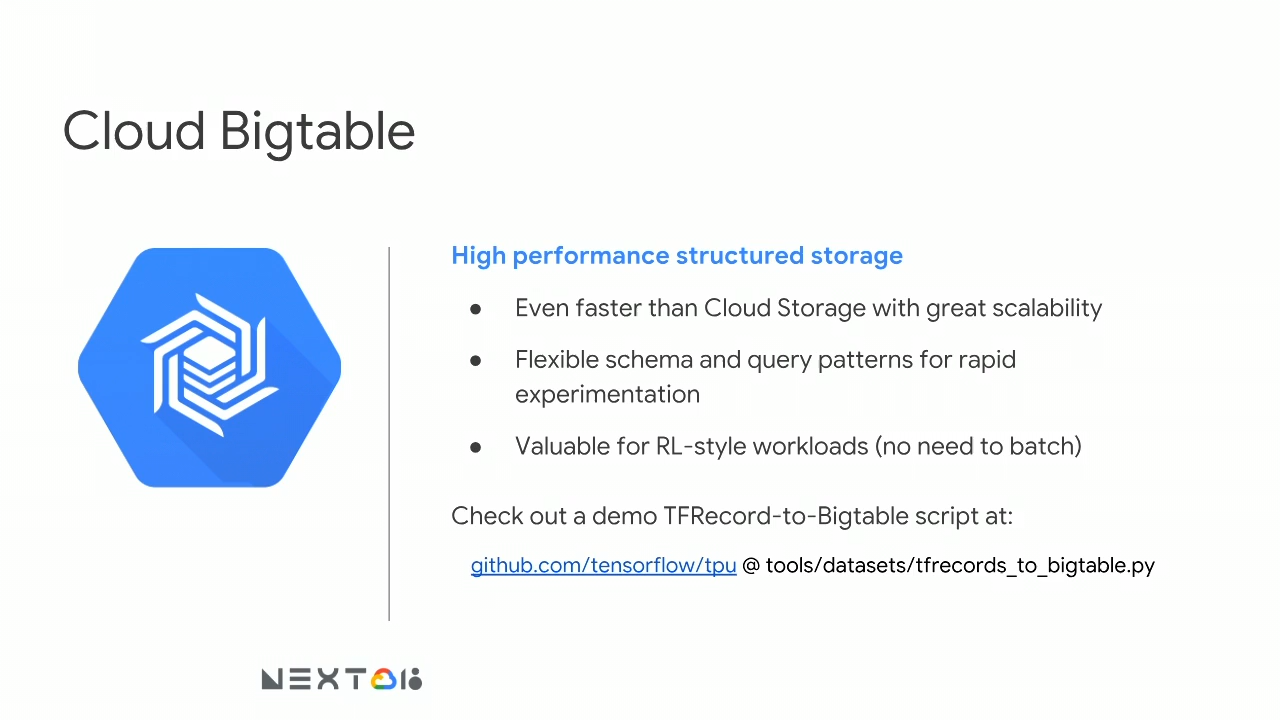 Cloud Bigtable
High performance structured storage
● Even faster than Cloud Storage with great scalability
● Flexible schema and query patterns for rapid
experimentation
● Valuable for RL-style workloads (no need to batch)
Check out a demo TFRecord-to-Bigtable script at:
github.com/tensorflow/tpu @ tools/datasets/tfrecords_to_bigtable.py
NEXT 18